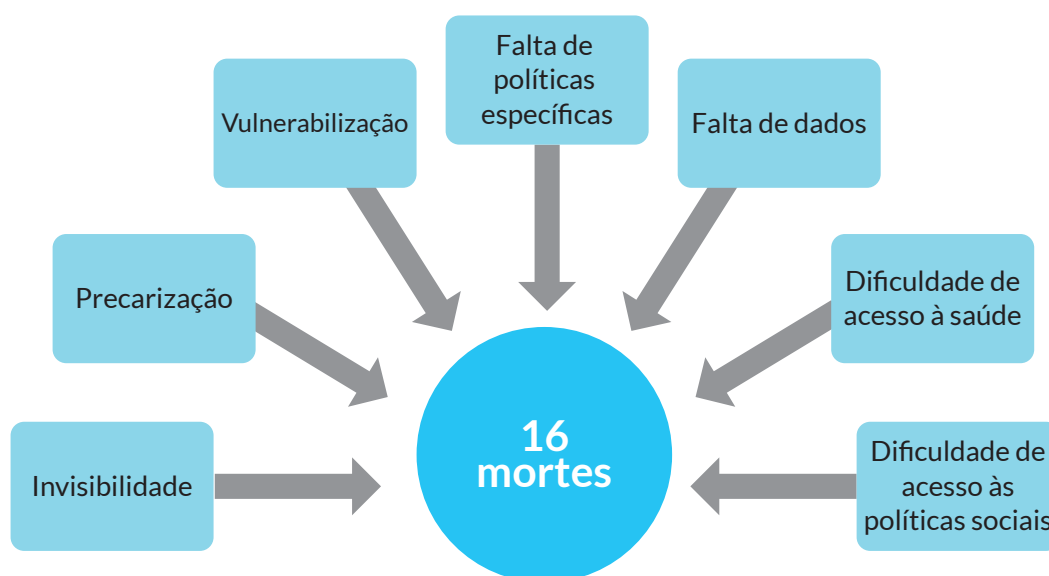 Falta de
políticas
específicas
Vulnerabilização
Falta de dados
Precarização
Dificuldade de
acesso à saúde
Invisibilidade
16
mortes
Dificuldade de
acesso às
políticas sociais